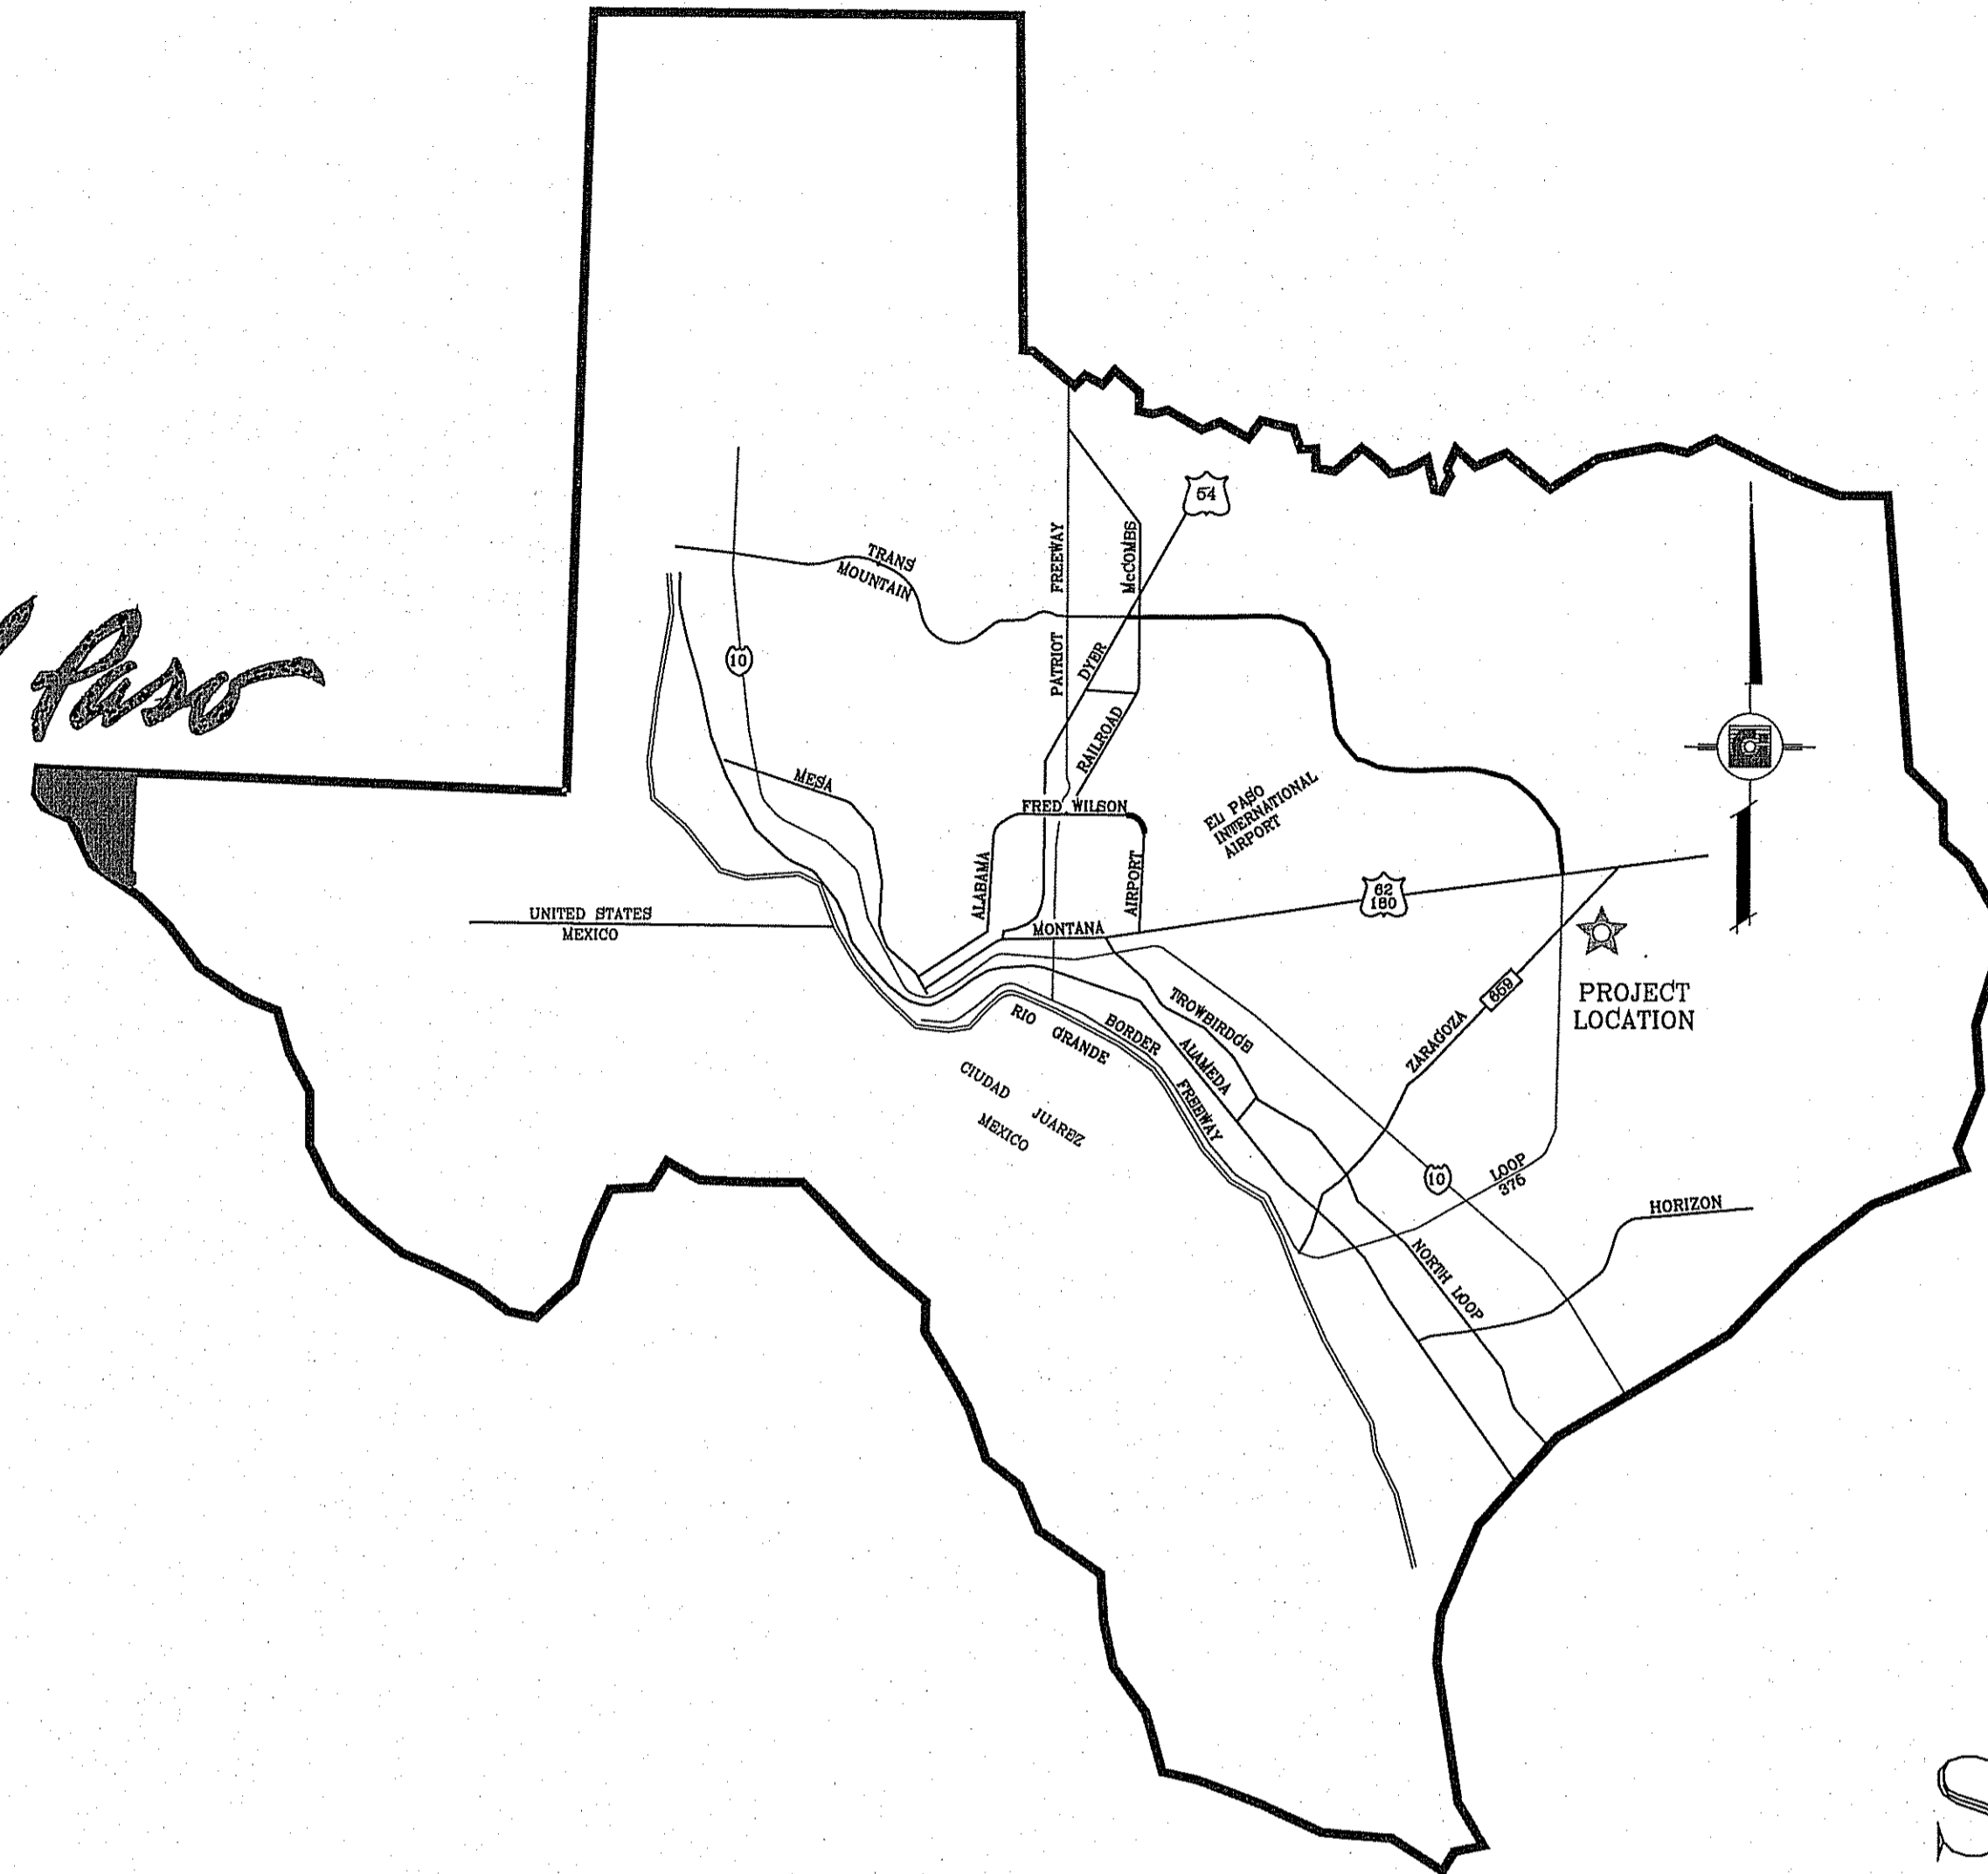 54
TRANS
MOUNTAIN
FREEWAY
McCOMBS
PATRIOT
DYER
10
Paso
RAILROAD
MESA
FRED WILSON
EL PASO
INTERNATIONAL
AIRPORT
ALABAMA
AIRPORT
62
180
UNITED STATES
MEXICO
MONTANA
659
PROJECT
LOCATION
TROWBIRDGE
RIO GRANDE
BORDER
FREEWAY
ALAMEDA
ZARAGOZA
CIUDAD JUAREZ
MEXICO
10
LOOP
375
HORIZON
NORTH LOOP